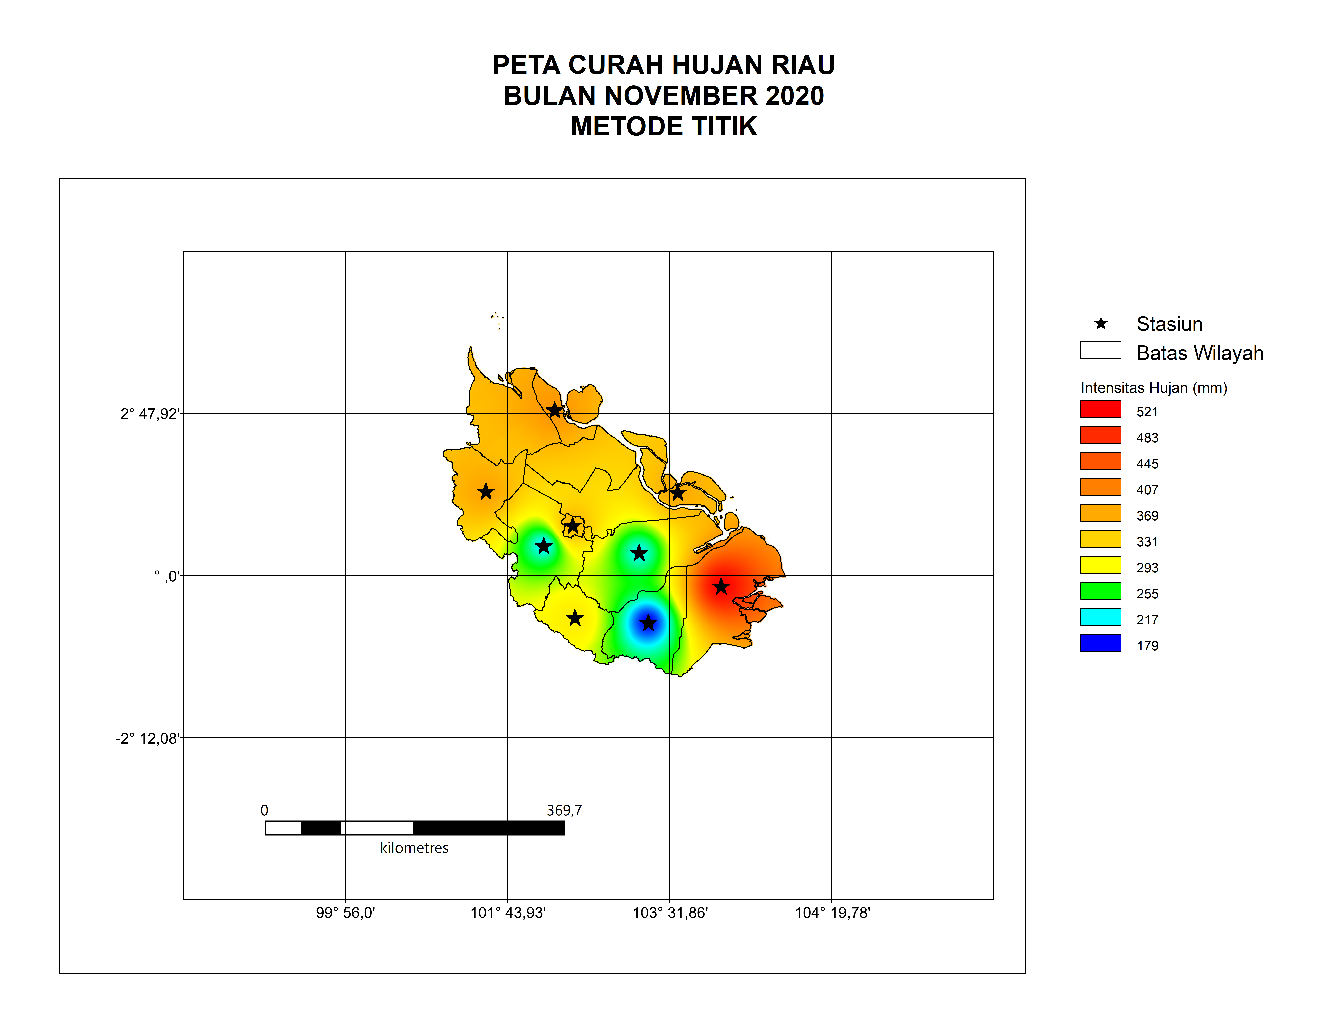 PETA CURAH HUJAN RIAU
BULAN NOVEMBER 2020
METODE TITIK
Stasiun
Batas Wilayah
Intensitas Hujan (mm)
521
483
445
407
369
331
293
255
217
179
2° 47,92'
° ,0'
-2° 12,08'
0 369,7
kilometres
99° 56,0' 101° 43,93' 103° 31,86' 104° 19,78'